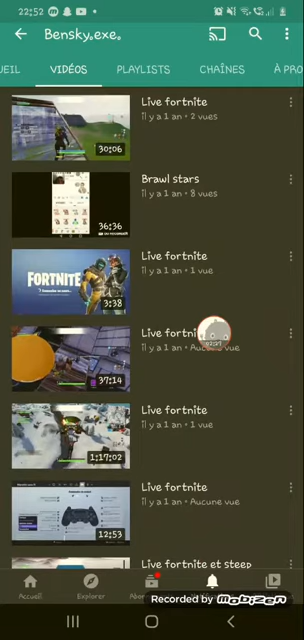 22:52
Bensky.exe.
EIL VIDÉOS PLAYLISTS CHAÎNES À PRO
Live fortnite
il y a 1 an • 2 vues
30:06
Brawl stars
il y a 1 an • 8 vues
36:36
Live fortnite
il y a 1 an • 1 vue
FORTNITE
3:38
Live fortni
il y a 1 an • Aucune vue
37:14
Live fortnite
il y a 1 an • 1 vue
1:17:02
Live fortnite
il y a 1 an • Aucune vue
12:53
Live fortnite et steep
Accueil Explorer Abo
Recorded by mobizen